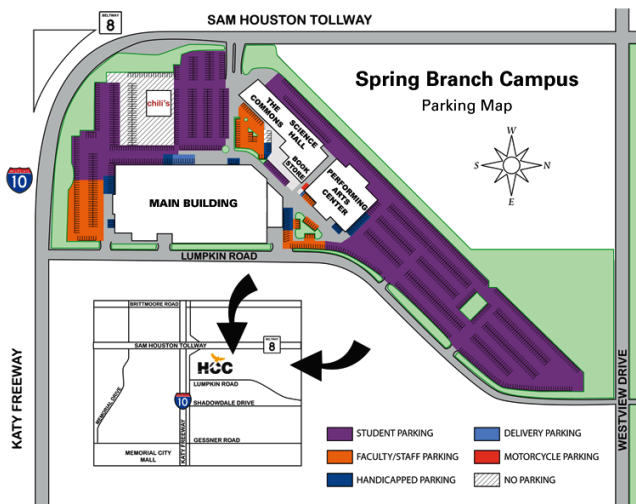 SAM HOUSTON TOLLWAY
BELTWAY
8
Spring Branch Campus
Parking Map
chili's
THE
COMMONS
SCIENCE
HALL
BOOK
STORE
PERFORMING
ARTS
CENTER
MAIN BUILDING
W
S
N
E
INTERSTATE
10
LUMPKIN ROAD
KATY FREEWAY
WESTVIEW DRIVE
BRITTMOORE ROAD
SAM HOUSTON TOLLWAY
BELTWAY
8
HCC
LUMPKIN ROAD
MEMORIAL DRIVE
10
SHADOWDALE DRIVE
KATY FREEWAY
GESSNER ROAD
MEMORIAL CITY
MALL
STUDENT PARKING
FACULTY/STAFF PARKING
HANDICAPPED PARKING
DELIVERY PARKING
MOTORCYCLE PARKING
NO PARKING